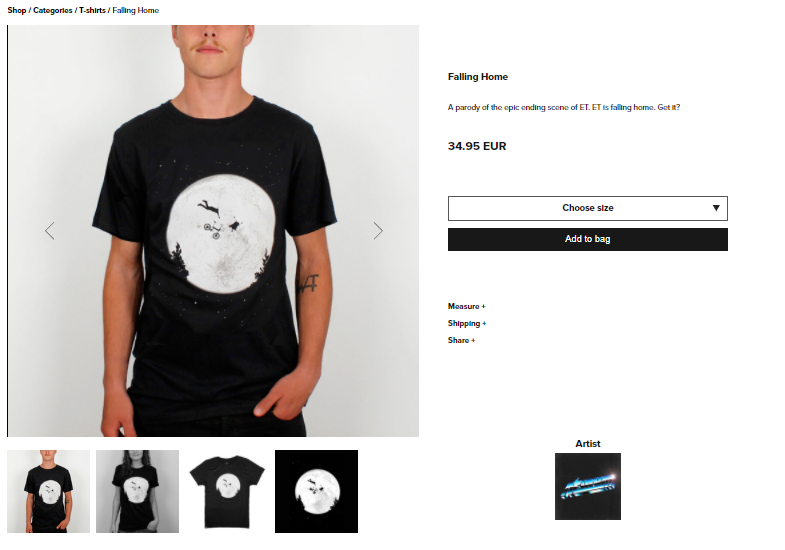 Shop / Categories / T-shirts / Falling Home
Falling Home
A parody of the epic ending scene of ET. ET is falling home. Get it?
34.95 EUR
Choose size
Add to bag
Measure +
Shipping +
Share +
Artist